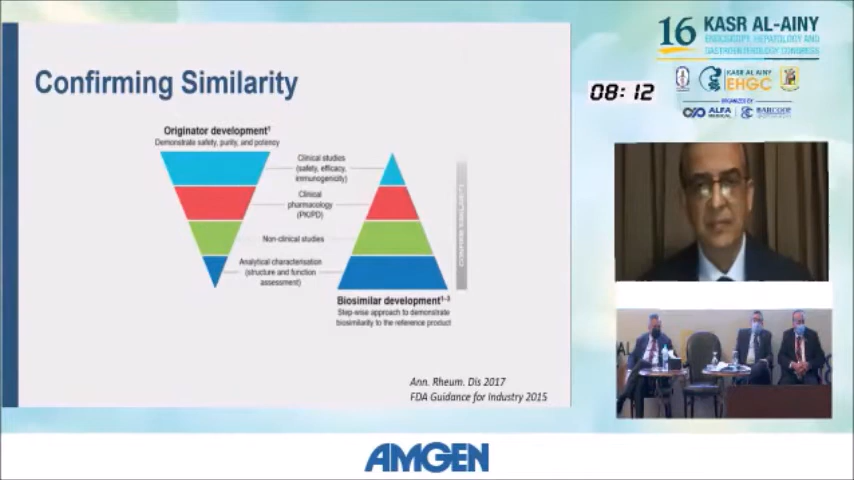 Confirming Similarity
Originator development¹
Demonstrate safety, purity, and potency
Clinical studies
(safety, efficacy,
immunogenicity)
Clinical
pharmacology
(PK/PD)
Non-clinical studies
Analytical characterisation
(structure and function
assessment)
Biosimilar development¹⁻³
Step-wise approach to demonstrate
biosimilarity to the reference product
Ann. Rheum. Dis 2017
FDA Guidance for Industry 2015
16 KASR AL-AINY
ENDOSCOPY, HEPATOLOGY AND
GASTROENTEROLOGY CONGRESS
KASR AL AINY
EHGC
ORGANIZED BY
ALFA
MEDICAL
BARCODE
08:12
AMGEN